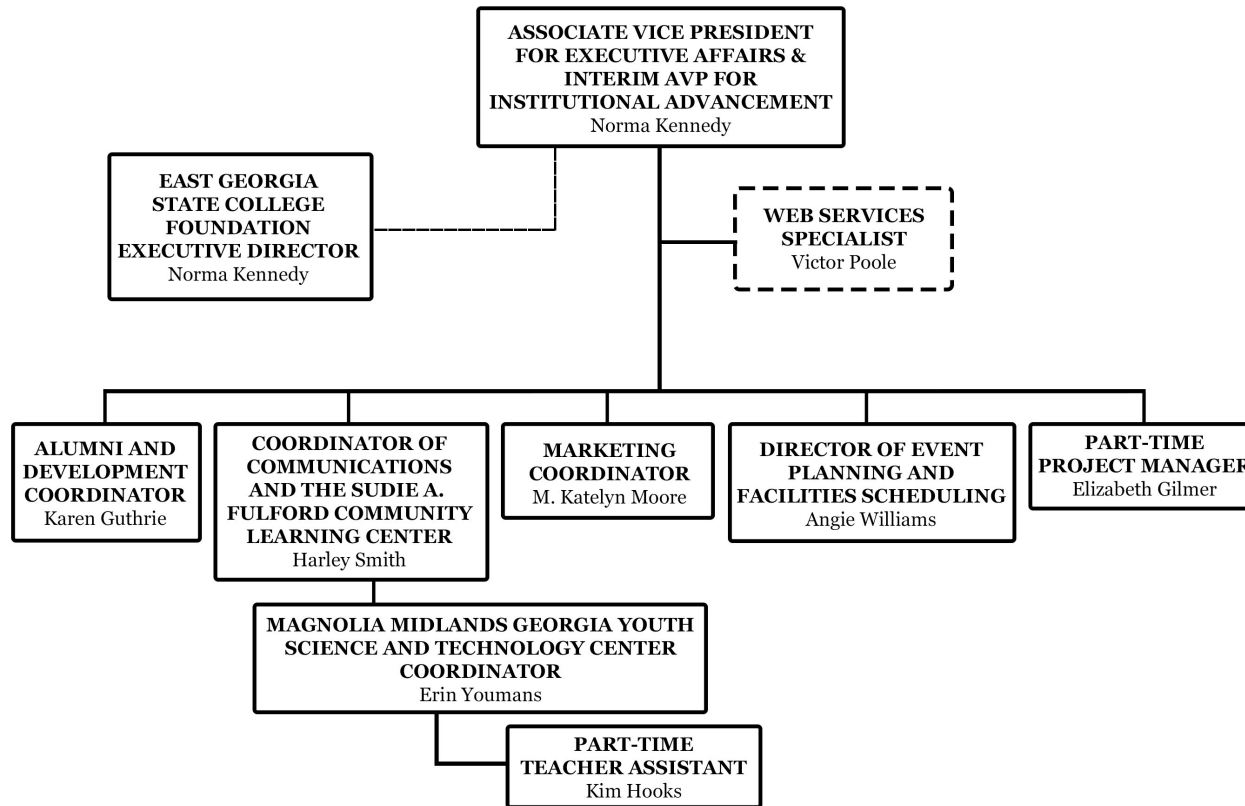 ASSOCIATE VICE PRESIDENT
FOR EXECUTIVE AFFAIRS &
INTERIM AVP FOR
INSTITUTIONAL ADVANCEMENT
Norma Kennedy
EAST GEORGIA
STATE COLLEGE
FOUNDATION
EXECUTIVE DIRECTOR
Norma Kennedy
WEB SERVICES
SPECIALIST
Victor Poole
ALUMNI AND
DEVELOPMENT
COORDINATOR
Karen Guthrie
COORDINATOR OF
COMMUNICATIONS
AND THE SUDIE A.
FULFORD COMMUNITY
LEARNING CENTER
Harley Smith
MARKETING
COORDINATOR
M. Katelyn Moore
DIRECTOR OF EVENT
PLANNING AND
FACILITIES SCHEDULING
Angie Williams
PART-TIME
PROJECT MANAGER
Elizabeth Gilmer
MAGNOLIA MIDLANDS GEORGIA YOUTH
SCIENCE AND TECHNOLOGY CENTER
COORDINATOR
Erin Youmans
PART-TIME
TEACHER ASSISTANT
Kim Hooks